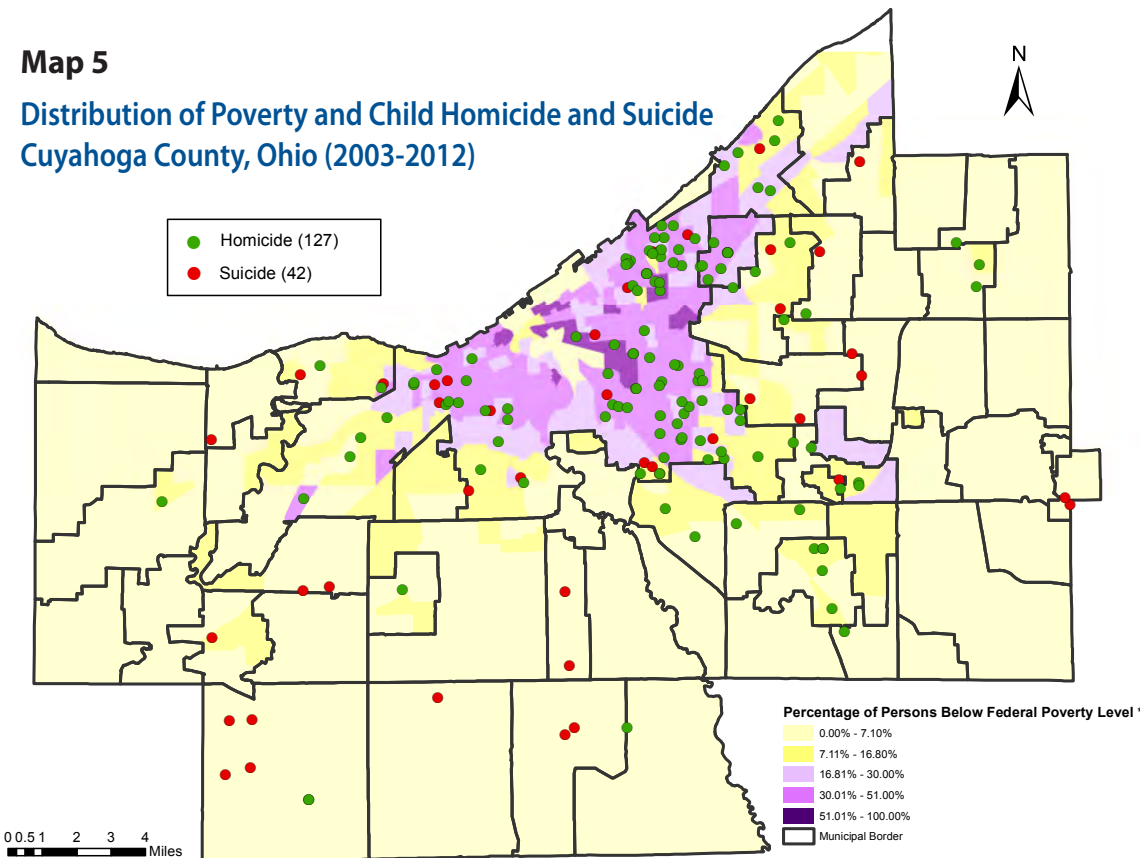 Map 5
Distribution of Poverty and Child Homicide and Suicide
Cuyahoga County, Ohio (2003-2012)
N
Homicide (127)
Suicide (42)
Percentage of Persons Below Federal Poverty Level *
0.00% - 7.10%
7.11% - 16.80%
16.81% - 30.00%
30.01% - 51.00%
51.01% - 100.00%
Municipal Border
0 0.5 1 2 3 4
Miles